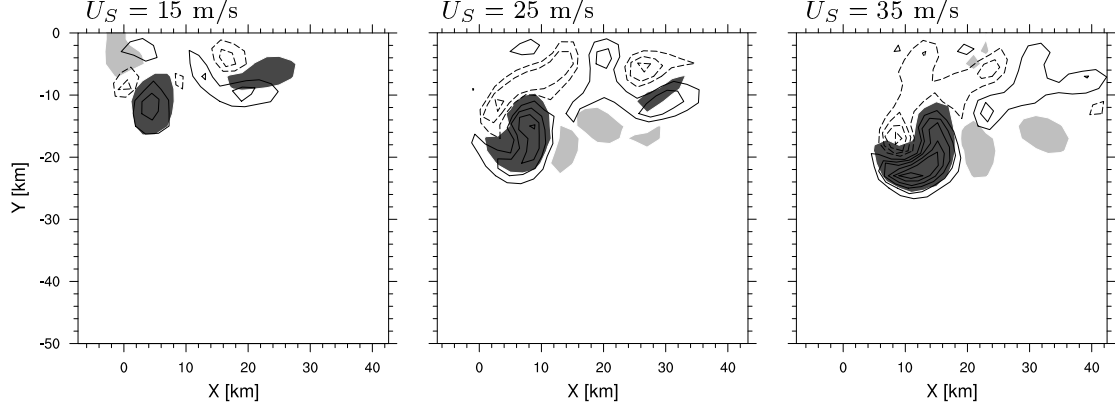 U_S = 15 m/s
U_S = 25 m/s
U_S = 35 m/s
0
-10
-20
-30
-40
-50
Y [km]
0 10 20 30 40
0 10 20 30 40
0 10 20 30 40
X [km]
X [km]
X [km]